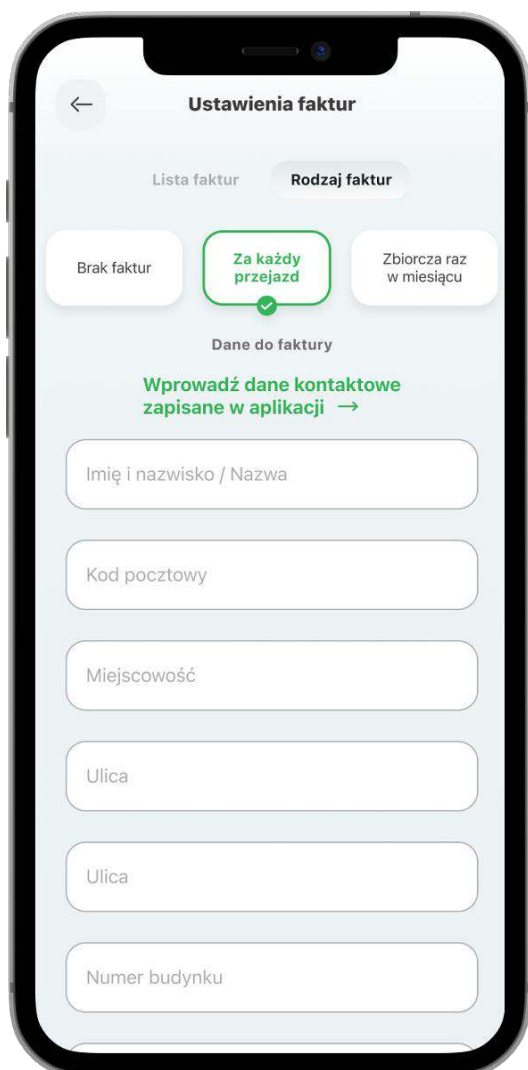 Ustawienia faktur
Lista faktur
Rodzaj faktur
Brak faktur
Za każdy
przejazd
Zbiorcza raz
w miesiącu
Dane do faktury
Wprowadź dane kontaktowe
zapisane w aplikacji →
Imię i nazwisko / Nazwa
Kod pocztowy
Miejscowość
Ulica
Ulica
Numer budynku